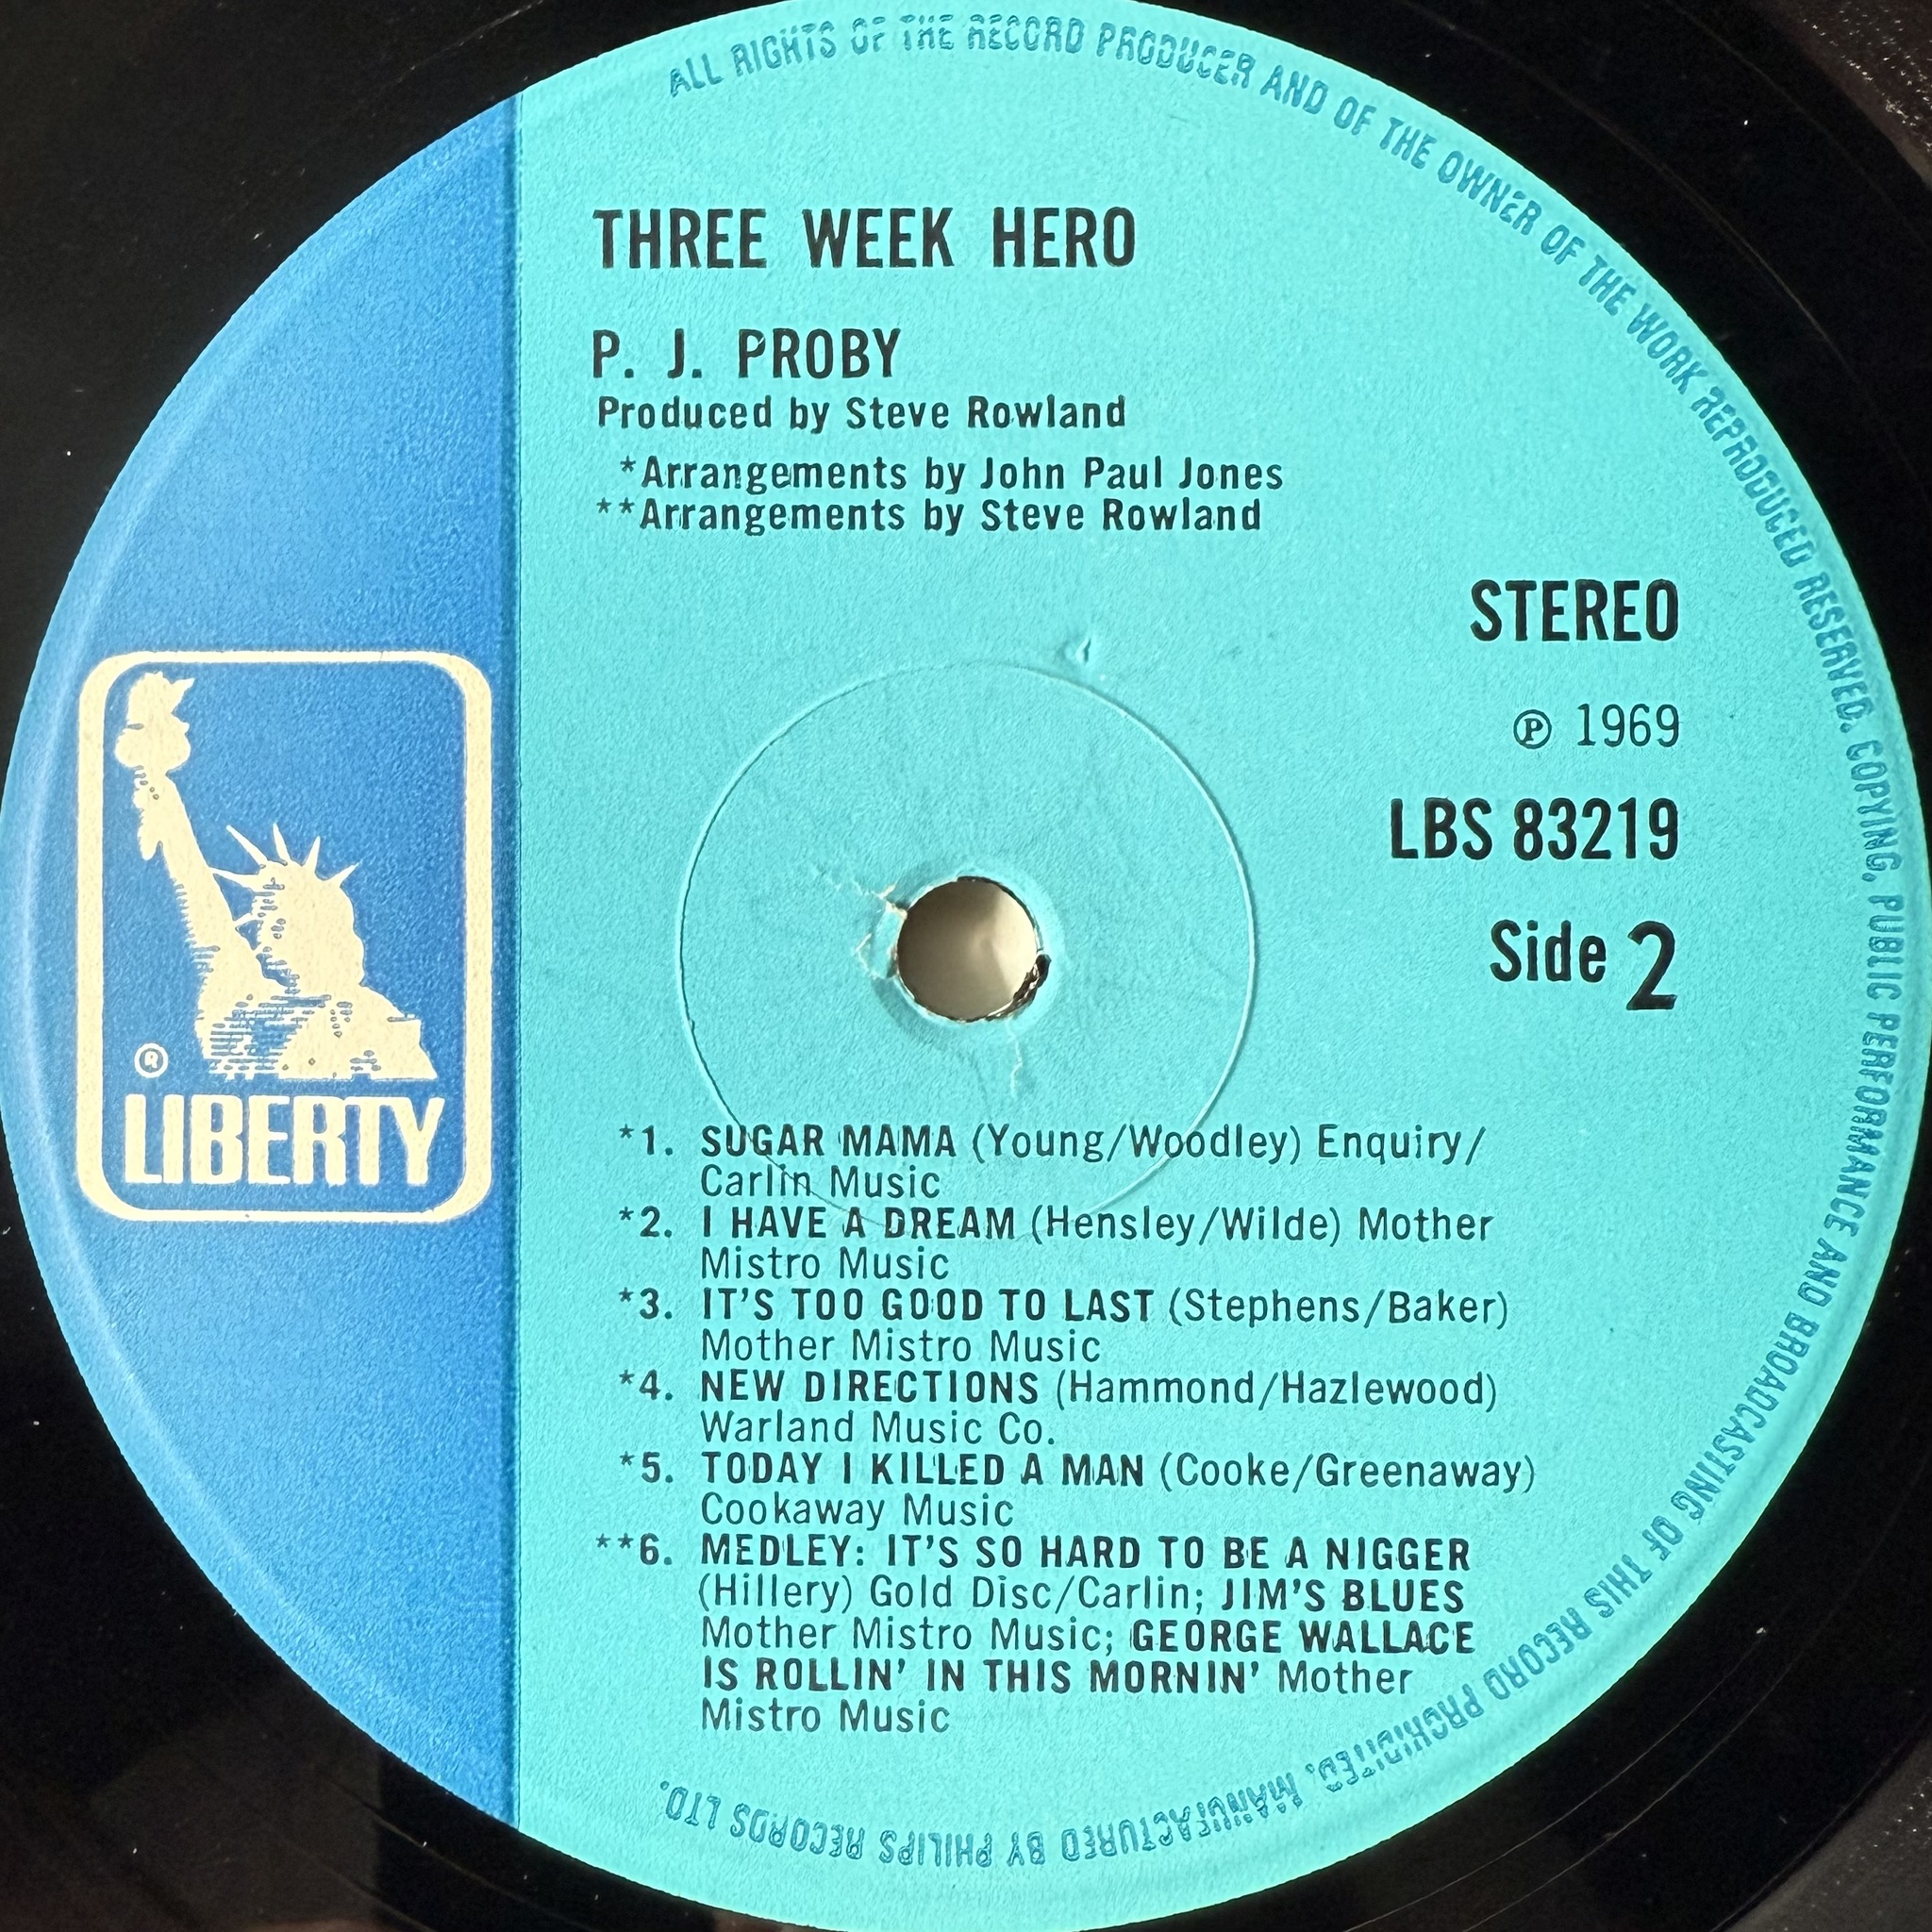 ALL RIGHTS OF THE RECORD PRODUCER AND OF THE OWNER OF THE WORK REPRODUCED RESERVED. COPYING, PUBLIC PERFORMANCE AND BROADCASTING OF THIS RECORD PROHIBITED. MANUFACTURED BY PHILIPS RECORDS LTD.
THREE WEEK HERO
P. J. PROBY
Produced by Steve Rowland
*Arrangements by John Paul Jones
**Arrangements by Steve Rowland
STEREO
℗ 1969
LBS 83219
Side 2
®
LIBERTY
*1. SUGAR MAMA (Young/Woodley) Enquiry/
Carlin Music
*2. I HAVE A DREAM (Hensley/Wilde) Mother
Mistro Music
*3. IT'S TOO GOOD TO LAST (Stephens/Baker)
Mother Mistro Music
*4. NEW DIRECTIONS (Hammond/Hazlewood)
Warland Music Co.
*5. TODAY I KILLED A MAN (Cooke/Greenaway)
Cookaway Music
**6. MEDLEY: IT'S SO HARD TO BE A NIGGER
(Hillery) Gold Disc/Carlin; JIM'S BLUES
Mother Mistro Music; GEORGE WALLACE
IS ROLLIN' IN THIS MORNIN' Mother
Mistro Music